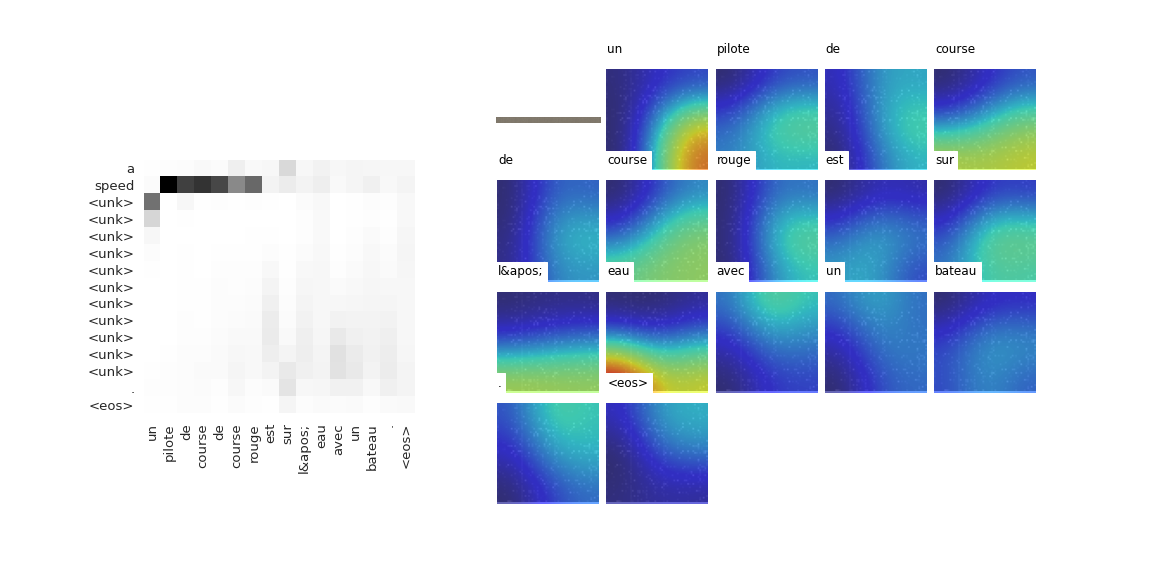 a
speed
<unk>
<unk>
<unk>
<unk>
<unk>
<unk>
<unk>
<unk>
<unk>
<unk>
<unk>
.
<eos>
un pilote de course de course rouge est sur l&apos; eau avec un bateau . <eos>
un pilote de course
de course rouge est sur
l&apos; eau avec un bateau
. <eos>